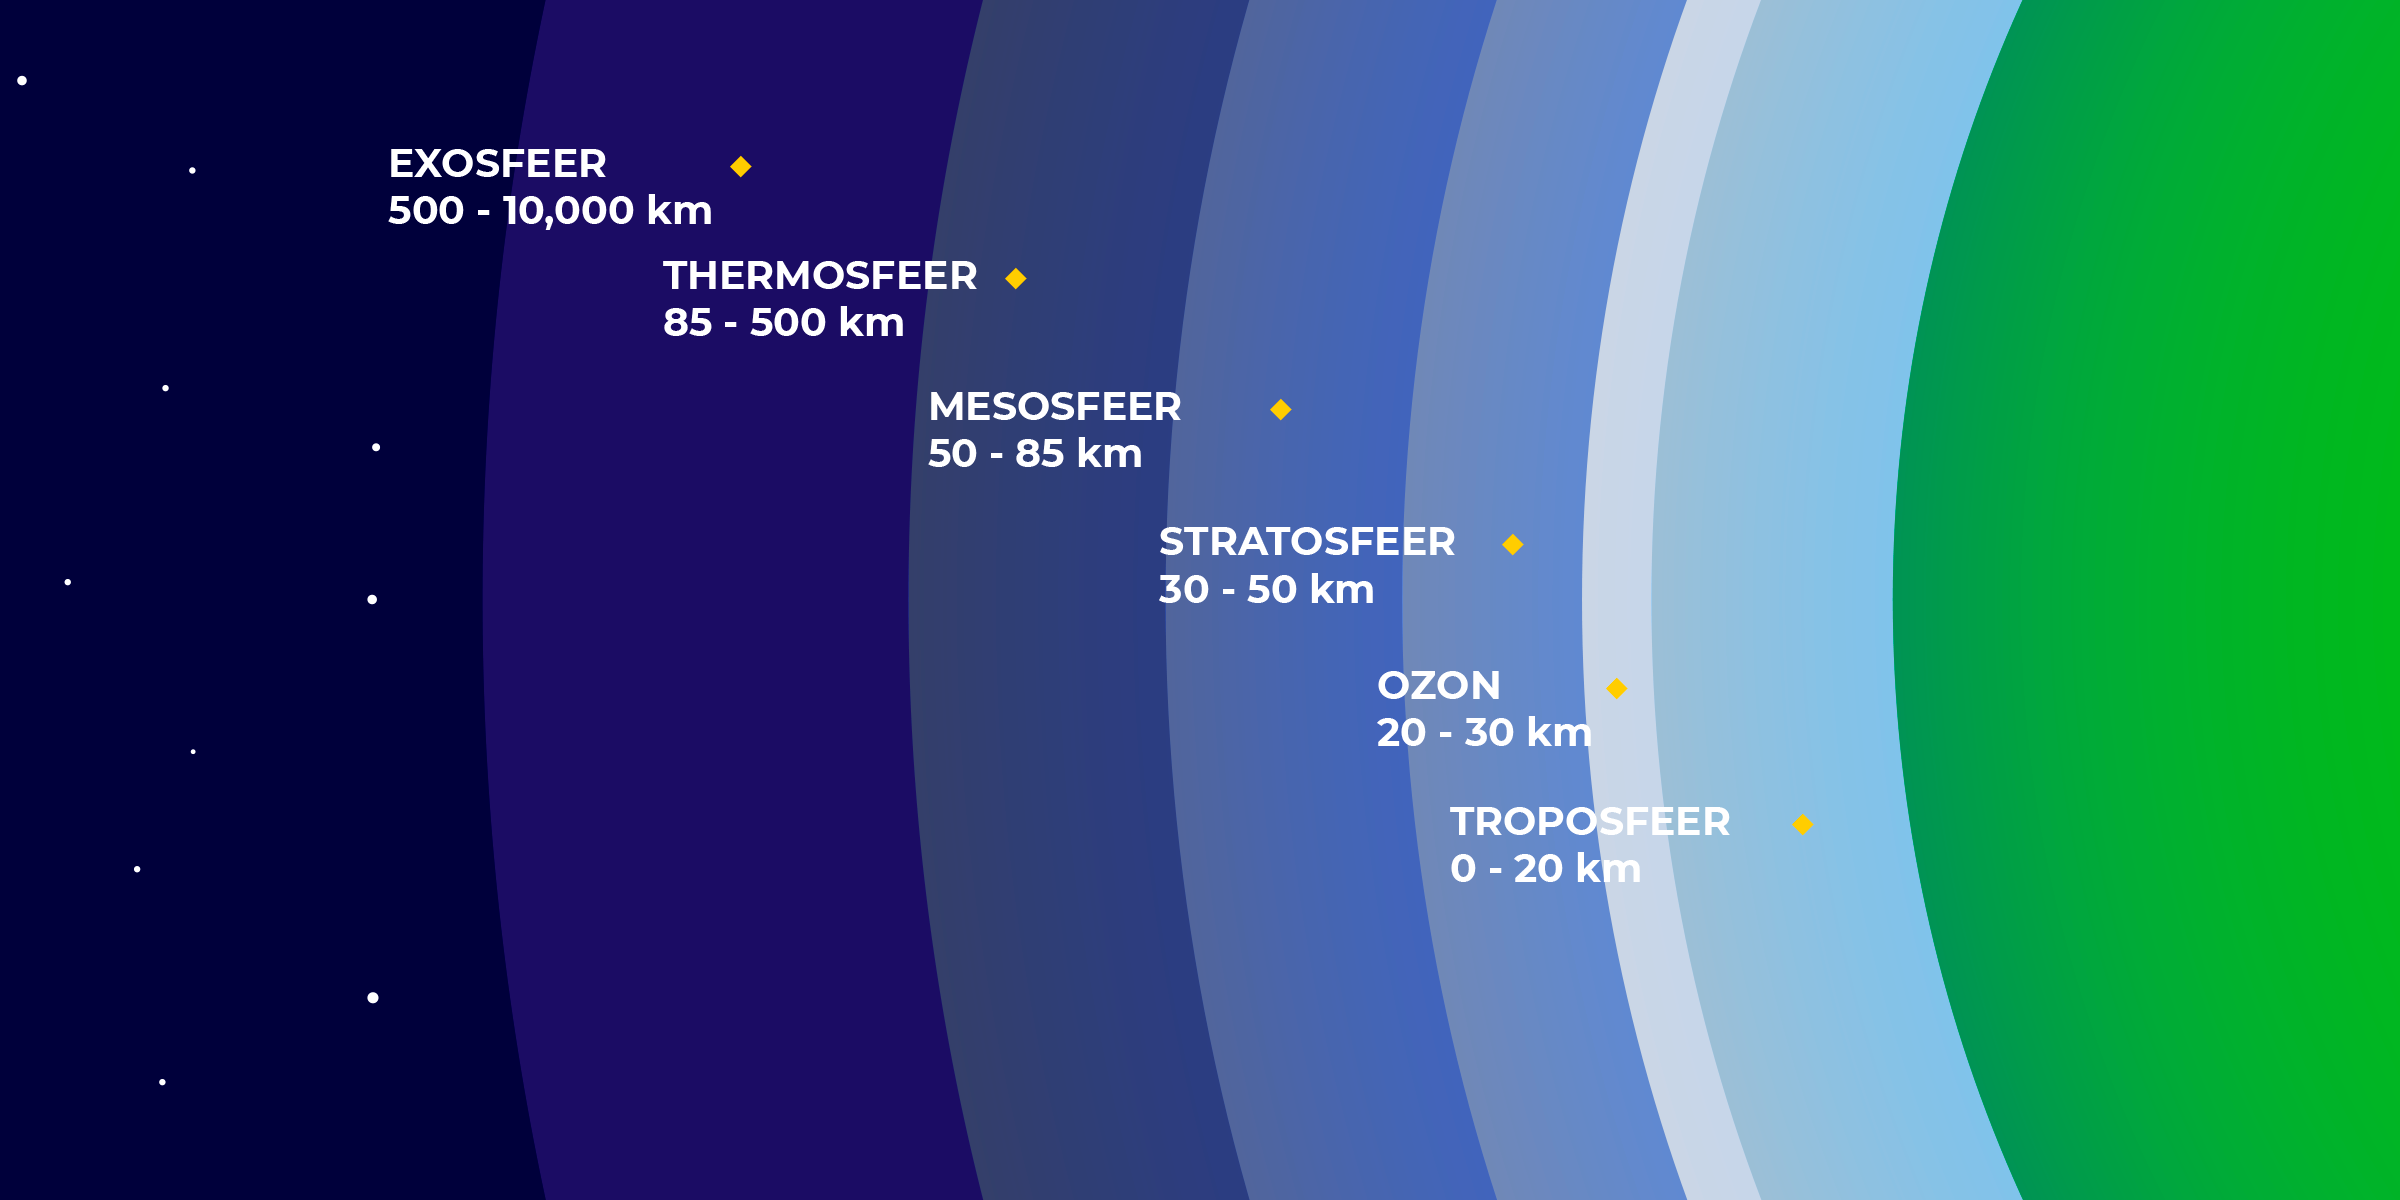 EXOSFEER
500 - 10,000 km
THERMOSFEER
85 - 500 km
MESOSFEER
50 - 85 km
STRATOSFEER
30 - 50 km
OZON
20 - 30 km
TROPOSFEER
0 - 20 km